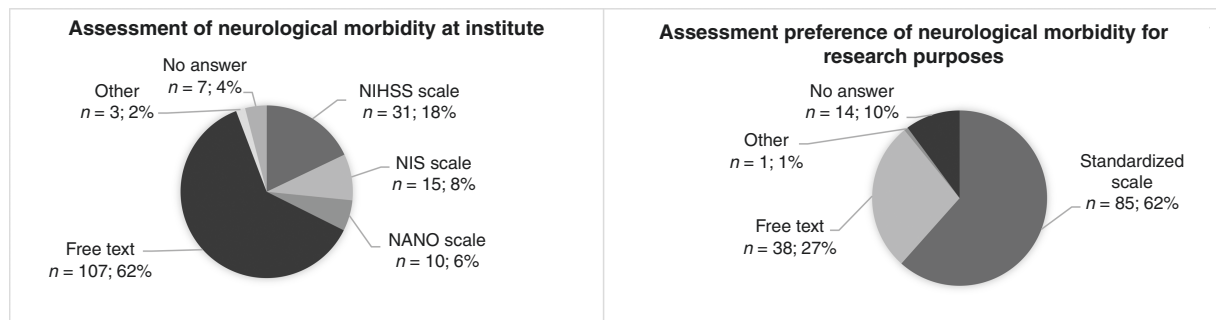 Assessment of neurological morbidity at institute
No answer
n = 7; 4%
Other
n = 3; 2%
NIHSS scale
n = 31; 18%
NIS scale
n = 15; 8%
NANO scale
n = 10; 6%
Free text
n = 107; 62%
Assessment preference of neurological morbidity for
research purposes
No answer
n = 14; 10%
Other
n = 1; 1%
Standardized
scale
n = 85; 62%
Free text
n = 38; 27%